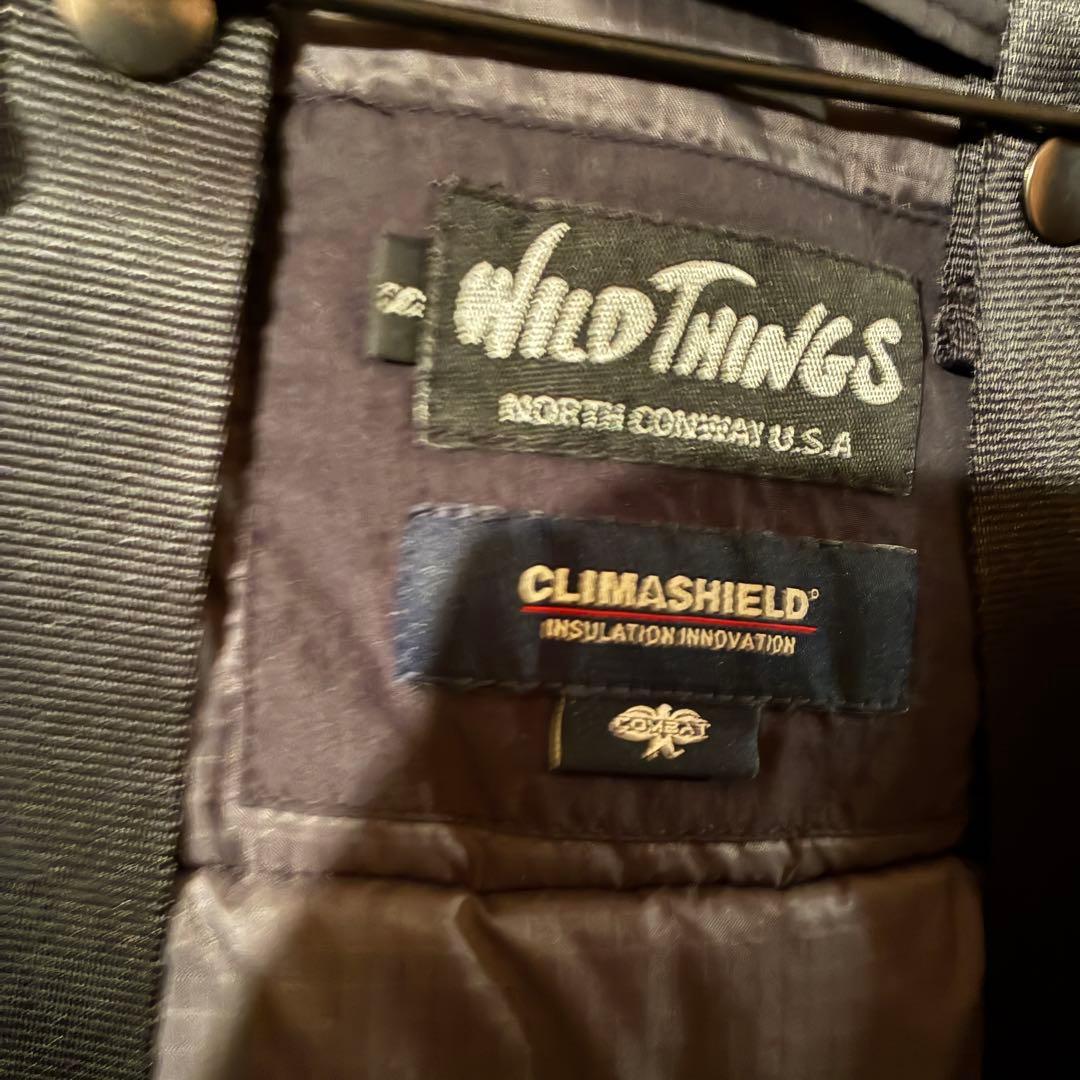 WILD THINGS
NORTH CONWAY U.S.A
CLIMASHIELD®
INSULATION INNOVATION
COMBAT